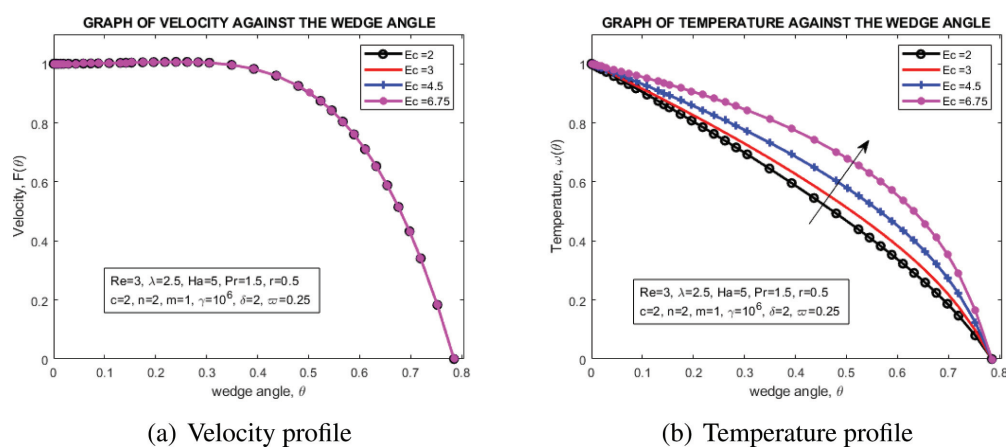 GRAPH OF VELOCITY AGAINST THE WEDGE ANGLE
Velocity, F(θ)
1
0.8
0.6
0.4
0.2
0
0 0.1 0.2 0.3 0.4 0.5 0.6 0.7 0.8
wedge angle, θ
Ec =2
Ec =3
Ec =4.5
Ec =6.75
Re=3, λ=2.5, Ha=5, Pr=1.5, r=0.5
c=2, n=2, m=1, γ=10⁶, δ=2, ϖ=0.25
(a) Velocity profile
GRAPH OF TEMPERATURE AGAINST THE WEDGE ANGLE
Temperature, ω(θ)
1
0.8
0.6
0.4
0.2
0
0 0.1 0.2 0.3 0.4 0.5 0.6 0.7 0.8
wedge angle, θ
Ec =2
Ec =3
Ec =4.5
Ec =6.75
Re=3, λ=2.5, Ha=5, Pr=1.5, r=0.5
c=2, n=2, m=1, γ=10⁶, δ=2, ϖ=0.25
(b) Temperature profile